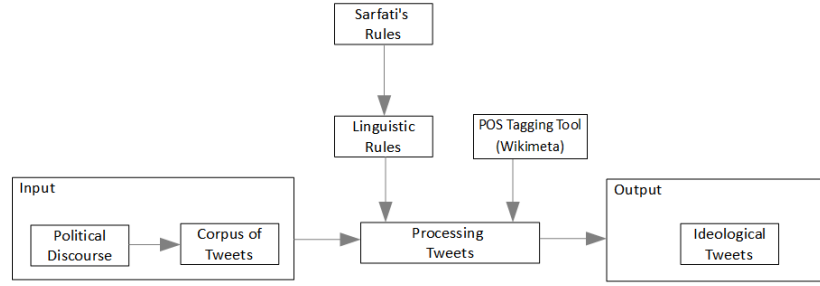 Sarfati's
Rules
Linguistic
Rules
POS Tagging Tool
(Wikimeta)
Input
Political
Discourse
Corpus of
Tweets
Processing
Tweets
Output
Ideological
Tweets